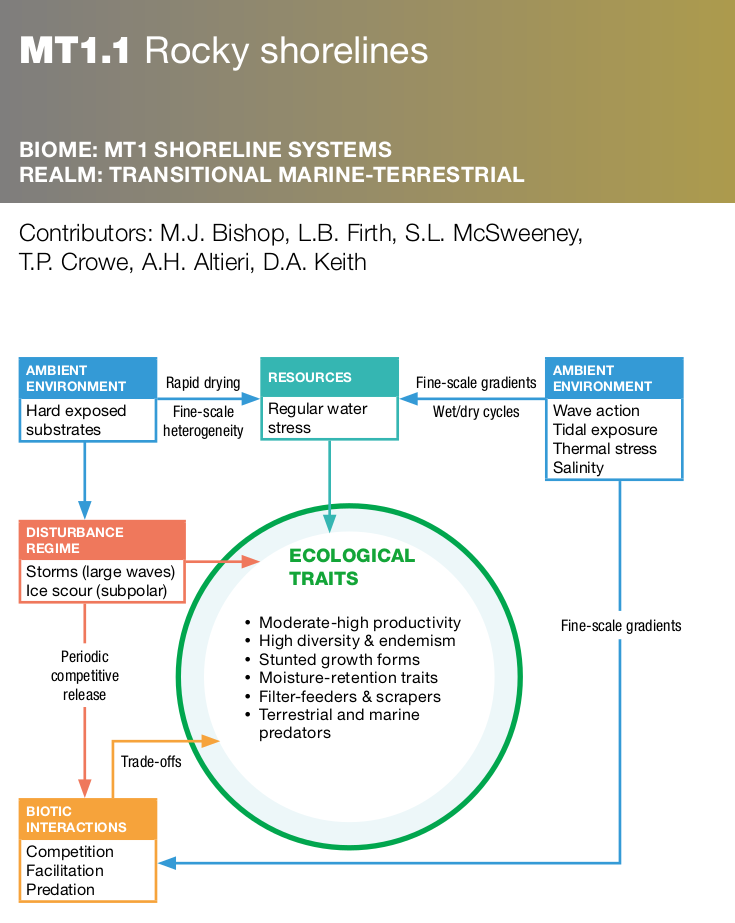 MT1.1 Rocky shorelines
BIOME: MT1 SHORELINE SYSTEMS
REALM: TRANSITIONAL MARINE-TERRESTRIAL
Contributors: M.J. Bishop, L.B. Firth, S.L. McSweeney,
T.P. Crowe, A.H. Altieri, D.A. Keith
AMBIENT
ENVIRONMENT
Hard exposed
substrates
Rapid drying
Fine-scale
heterogeneity
RESOURCES
Regular water
stress
Fine-scale gradients
Wet/dry cycles
AMBIENT
ENVIRONMENT
Wave action
Tidal exposure
Thermal stress
Salinity
DISTURBANCE
REGIME
Storms (large waves)
Ice scour (subpolar)
ECOLOGICAL
TRAITS
• Moderate-high productivity
• High diversity & endemism
• Stunted growth forms
• Moisture-retention traits
• Filter-feeders & scrapers
• Terrestrial and marine
predators
Fine-scale gradients
Periodic
competitive
release
Trade-offs
BIOTIC
INTERACTIONS
Competition
Facilitation
Predation